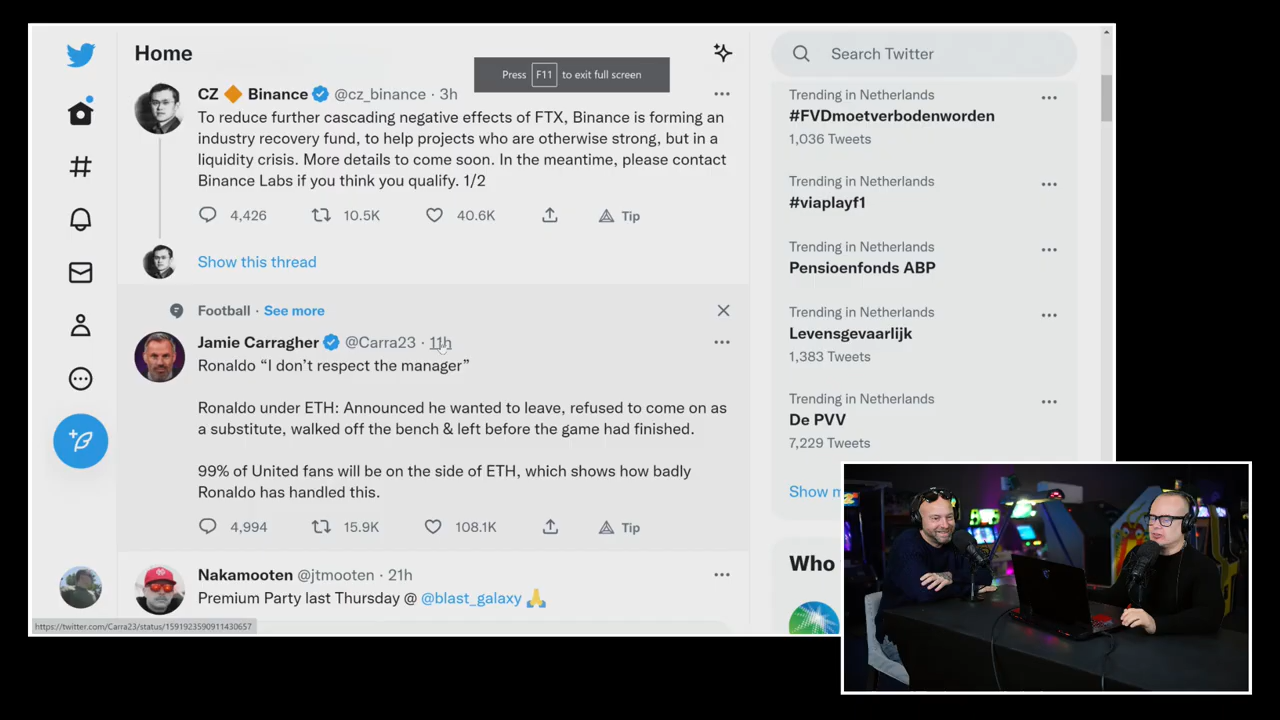 Home
Press F11 to exit full screen
CZ 🔶 Binance @cz_binance · 3h
To reduce further cascading negative effects of FTX, Binance is forming an
industry recovery fund, to help projects who are otherwise strong, but in a
liquidity crisis. More details to come soon. In the meantime, please contact
Binance Labs if you think you qualify. 1/2
4,426 10.5K 40.6K Tip
Show this thread
Football · See more
Jamie Carragher @Carra23 · 11h
Ronaldo “I don’t respect the manager”
Ronaldo under ETH: Announced he wanted to leave, refused to come on as
a substitute, walked off the bench & left before the game had finished.
99% of United fans will be on the side of ETH, which shows how badly
Ronaldo has handled this.
4,994 15.9K 108.1K Tip
Nakamooten @jtmooten · 21h
Premium Party last Thursday @ @blast_galaxy 🙏
https://twitter.com/Carra23/status/1591923590911430657
Search Twitter
Trending in Netherlands
#FVDmoetverbodenworden
1,036 Tweets
Trending in Netherlands
#viaplayf1
Trending in Netherlands
Pensioenfonds ABP
Trending in Netherlands
Levensgevaarlijk
1,383 Tweets
Trending in Netherlands
De PVV
7,229 Tweets
Show
Who